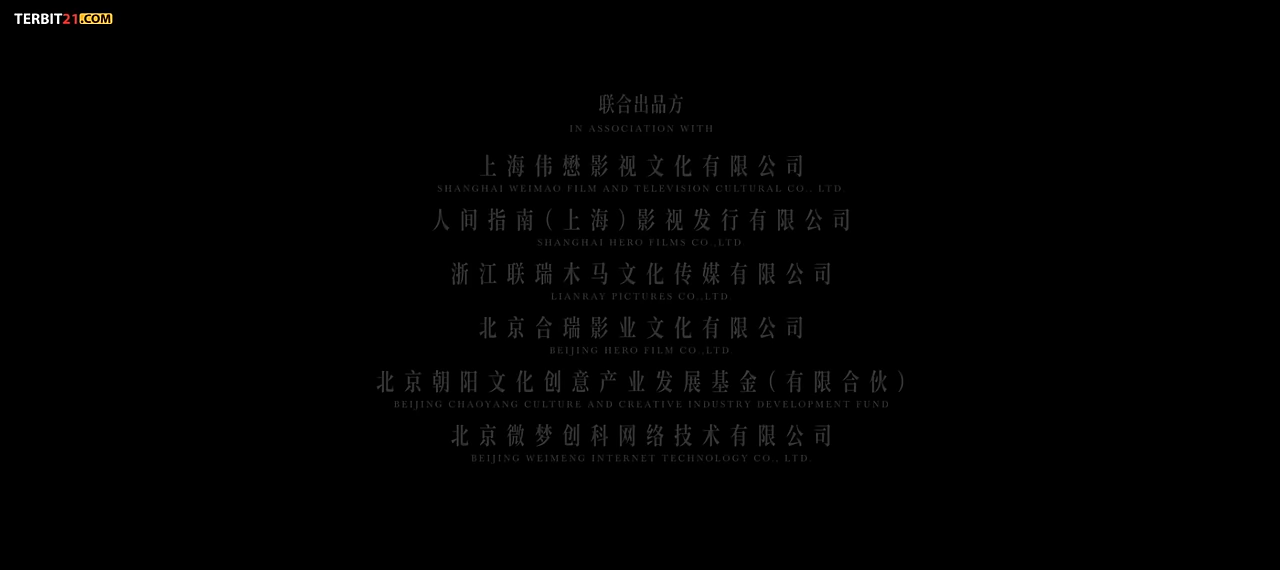 TERBIT21.COM
联合出品方
IN ASSOCIATION WITH
上海伟懋影视文化有限公司
SHANGHAI WEIMAO FILM AND TELEVISION CULTURAL CO., LTD
人间指南(上海)影视发行有限公司
SHANGHAI HERO FILMS CO.,LTD
浙江联瑞木马文化传媒有限公司
LIANRAY PICTURES CO.,LTD
北京合瑞影业文化有限公司
BEIJING HERO FILM CO.,LTD
北京朝阳文化创意产业发展基金(有限合伙)
BEIJING CHAOYANG CULTURE AND CREATIVE INDUSTRY DEVELOPMENT FUND
北京微梦创科网络技术有限公司
BEIJING WEIMENG INTERNET TECHNOLOGY CO., LTD.